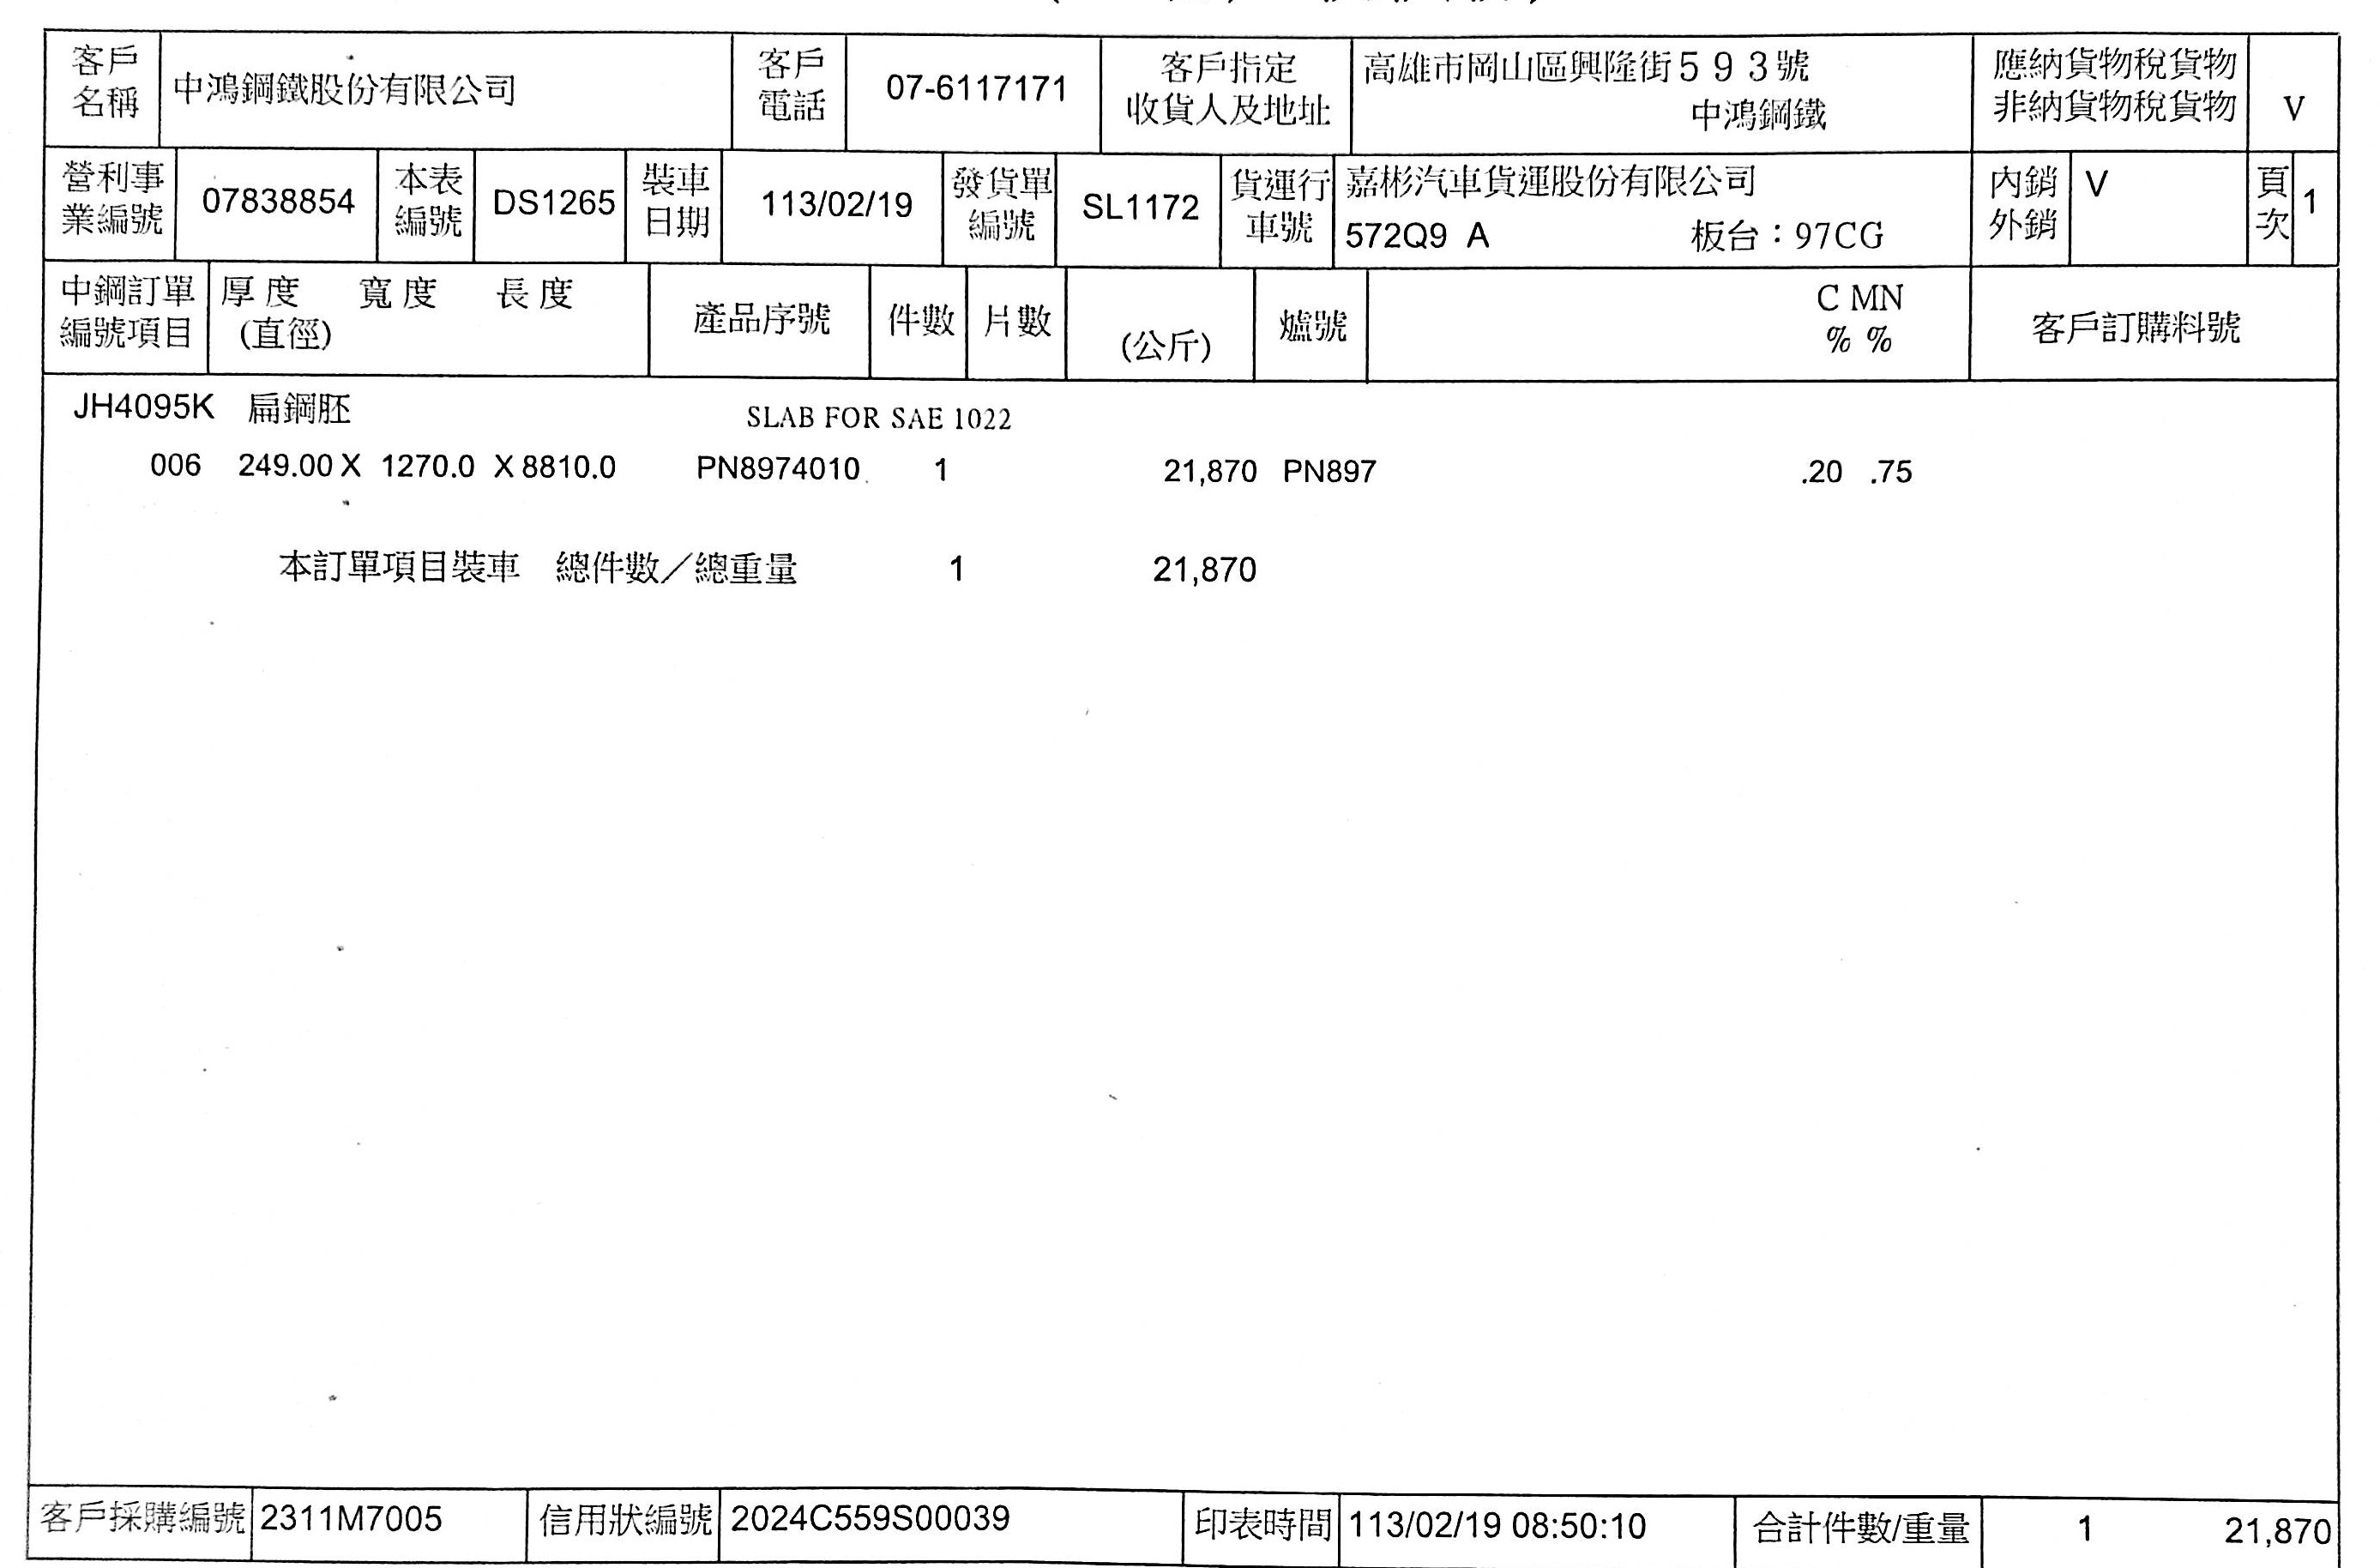 客戶名稱 中鴻鋼鐵股份有限公司 客戶電話 07-6117171 客戶指定收貨人及地址 高雄市岡山區興隆街５９３號 中鴻鋼鐵 應納貨物稅貨物 非納貨物稅貨物 V
營利事業編號 07838854 本表編號 DS1265 裝車日期 113/02/19 發貨單編號 SL1172 貨運行車號 嘉彬汽車貨運股份有限公司 572Q9 A 板台：97CG 內銷 V 外銷 頁次 1
中鋼訂單編號項目 厚度(直徑) 寬度 長度 產品序號 件數 片數 (公斤) 爐號 C MN % % 客戶訂購料號
JH4095K 扁鋼胚 SLAB FOR SAE 1022
006 249.00 X 1270.0 X 8810.0 PN8974010 1 21,870 PN897 .20 .75
本訂單項目裝車 總件數／總重量 1 21,870
客戶採購編號 2311M7005 信用狀編號 2024C559S00039 印表時間 113/02/19 08:50:10 合計件數/重量 1 21,870